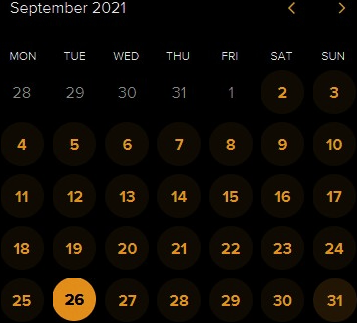 September 2021
MON TUE WED THU FRI SAT SUN
28 29 30 31 1 2 3
4 5 6 7 8 9 10
11 12 13 14 15 16 17
18 19 20 21 22 23 24
25 26 27 28 29 30 31